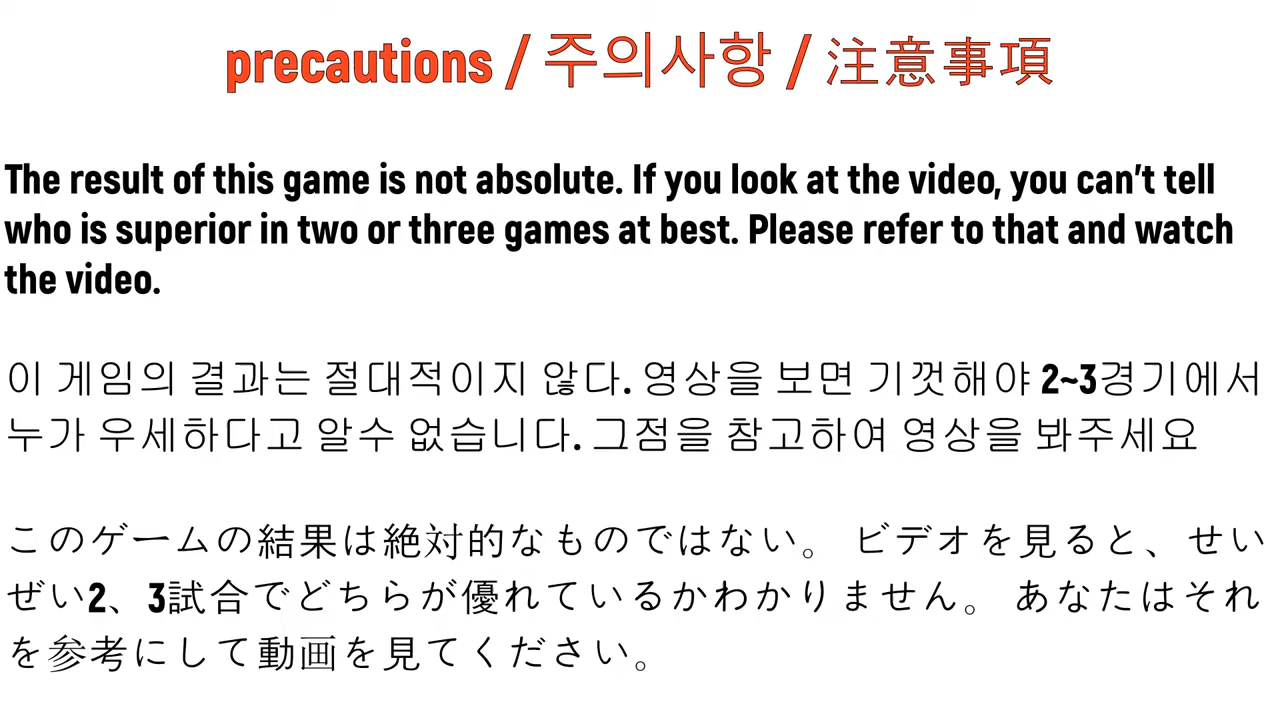 precautions / 주의사항 / 注意事項
The result of this game is not absolute. If you look at the video, you can't tell
who is superior in two or three games at best. Please refer to that and watch
the video.
이 게임의 결과는 절대적이지 않다. 영상을 보면 기껏해야 2~3경기에서
누가 우세하다고 알수 없습니다. 그점을 참고하여 영상을 봐주세요
このゲームの結果は絶対的なものではない。 ビデオを見ると、せい
ぜい2、3試合でどちらが優れているかわかりません。 あなたはそれ
を参考にして動画を見てください。